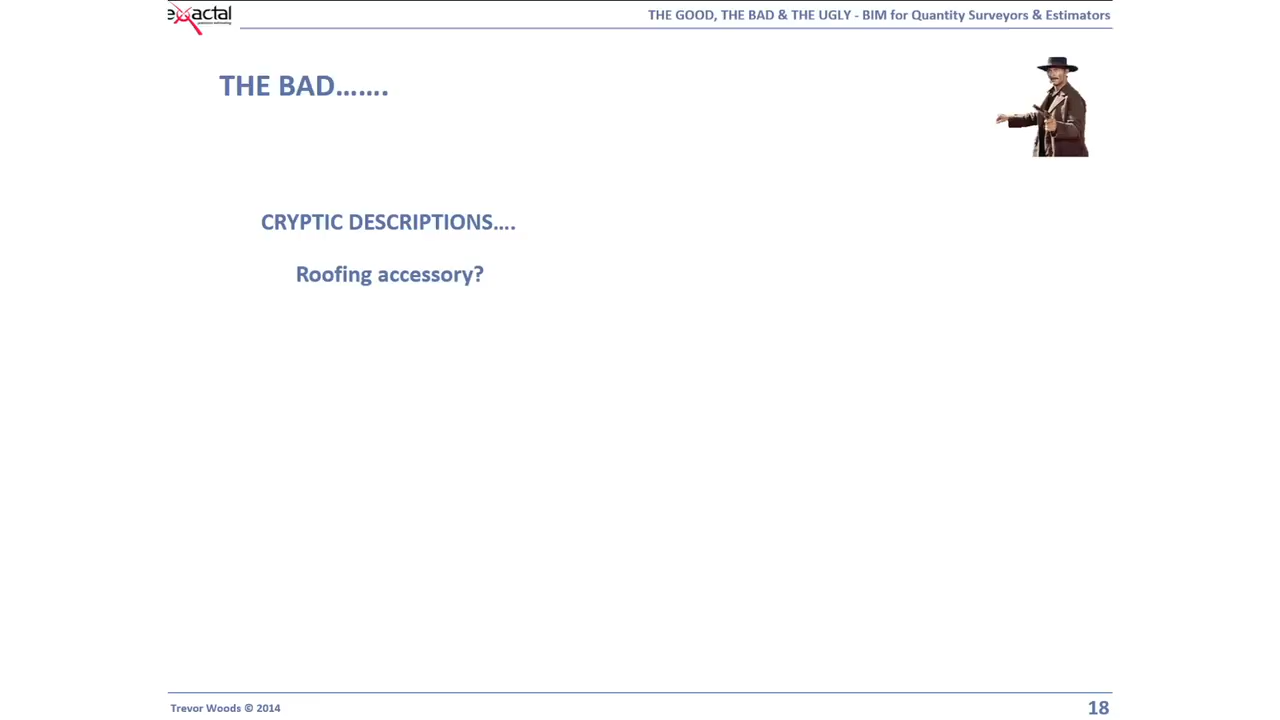 exactal
THE GOOD, THE BAD & THE UGLY - BIM for Quantity Surveyors & Estimators
THE BAD…….
CRYPTIC DESCRIPTIONS….
Roofing accessory?
Trevor Woods © 2014
18